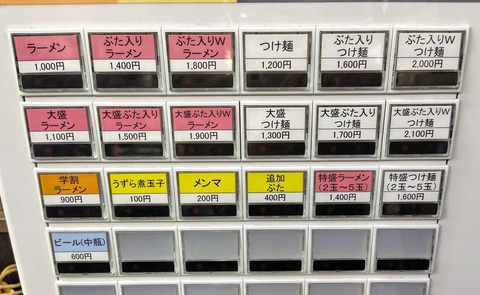 ラーメン
1,000円
ぶた入り
ラーメン
1,400円
ぶた入りW
ラーメン
1,800円
つけ麺
1,200円
ぶた入り
つけ麺
1,600円
ぶた入りW
つけ麺
2,000円
大盛
ラーメン
1,100円
大盛ぶた入り
ラーメン
1,500円
大盛ぶた入りW
ラーメン
1,900円
大盛
つけ麺
1,300円
大盛ぶた入り
つけ麺
1,700円
大盛ぶた入りW
つけ麺
2,100円
学割
ラーメン
900円
うずら煮玉子
100円
メンマ
200円
追加
ぶた
400円
特盛ラーメン
(2玉～5玉)
1,400円
特盛つけ麺
(2玉～5玉)
1,600円
ビール(中瓶)
600円